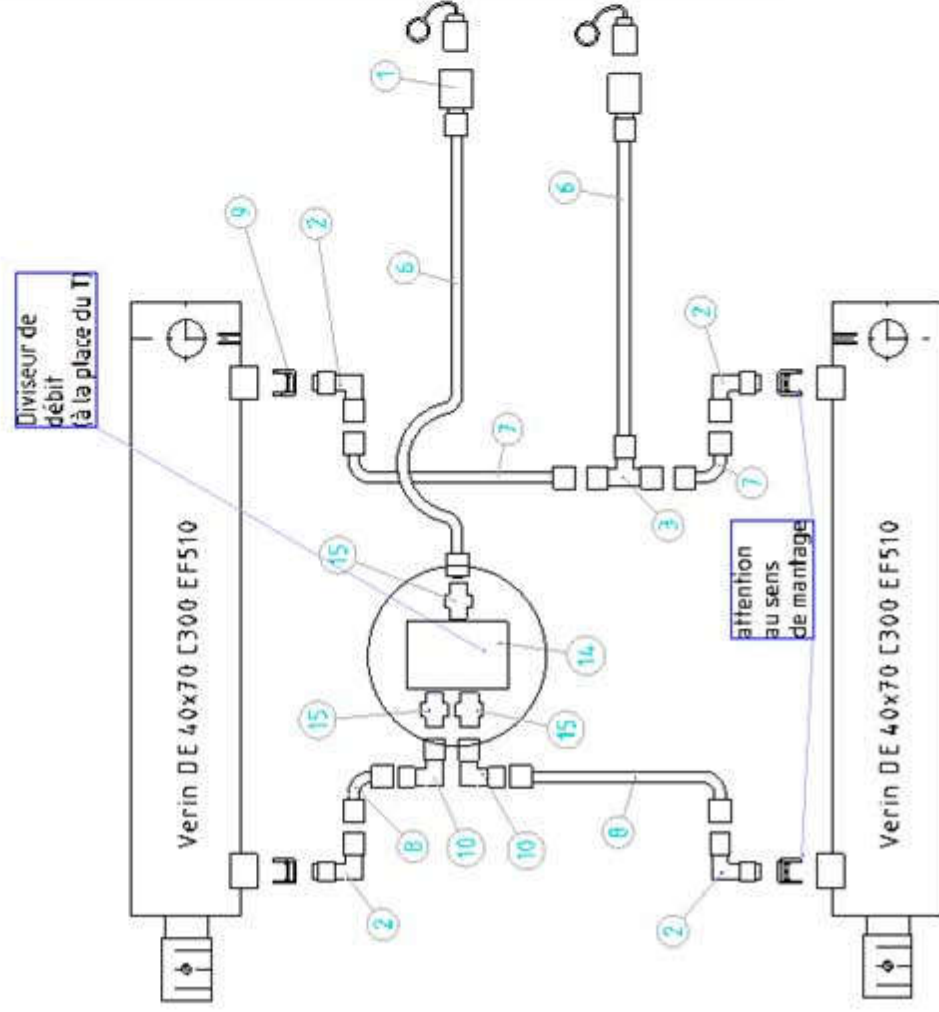 Diviseur de
débit
(à la place du T)
Verin DE 40x70 C300 EF510
9
2
1
6
6
7
15
14
15
15
8
10
10
8
2
2
3
7
2
attention
au sens
de mantage
Verin DE 40x70 C300 EF510